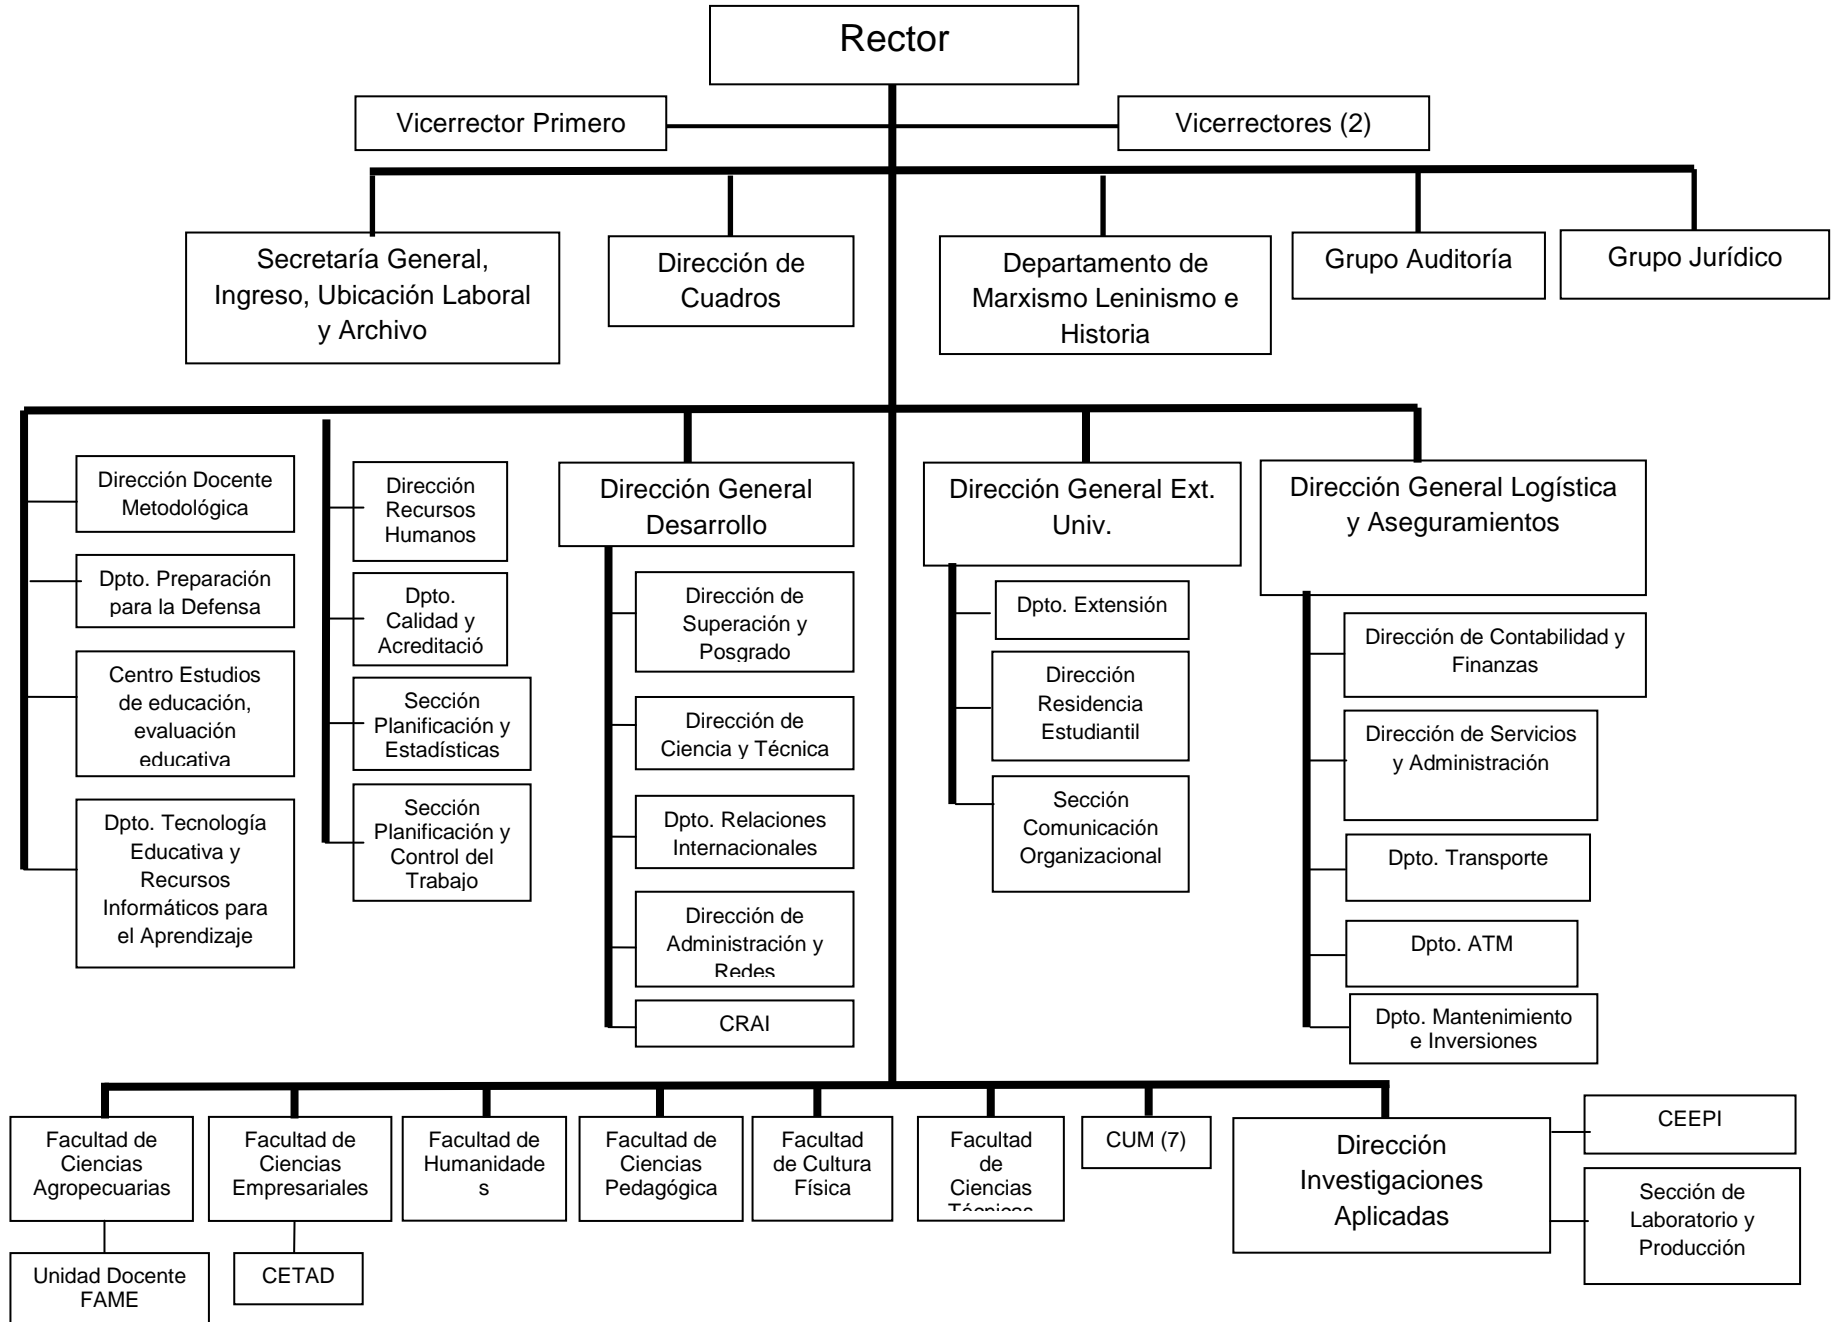 Rector
Vicerrector Primero
Vicerrectores (2)
Secretaría General,
Ingreso, Ubicación Laboral
y Archivo
Dirección de
Cuadros
Departamento de
Marxismo Leninismo e
Historia
Grupo Auditoría
Grupo Jurídico
Dirección Docente
Metodológica
Dpto. Preparación
para la Defensa
Centro Estudios
de educación,
evaluación
educativa
Dpto. Tecnología
Educativa y
Recursos
Informáticos para
el Aprendizaje
Dirección
Recursos
Humanos
Dpto.
Calidad y
Acreditació
Sección
Planificación y
Estadísticas
Sección
Planificación y
Control del
Trabajo
Dirección General
Desarrollo
Dirección de
Superación y
Posgrado
Dirección de
Ciencia y Técnica
Dpto. Relaciones
Internacionales
Dirección de
Administración y
Redes
CRAI
Dirección General Ext.
Univ.
Dpto. Extensión
Dirección
Residencia
Estudiantil
Sección
Comunicación
Organizacional
Dirección General Logística
y Aseguramientos
Dirección de Contabilidad y
Finanzas
Dirección de Servicios
y Administración
Dpto. Transporte
Dpto. ATM
Dpto. Mantenimiento
e Inversiones
Facultad de
Ciencias
Agropecuarias
Unidad Docente
FAME
Facultad de
Ciencias
Empresariales
CETAD
Facultad de
Humanidade
s
Facultad de
Ciencias
Pedagógica
Facultad
de Cultura
Física
Facultad
de
Ciencias
Técnicas
CUM (7)
Dirección
Investigaciones
Aplicadas
CEEPI
Sección de
Laboratorio y
Producción